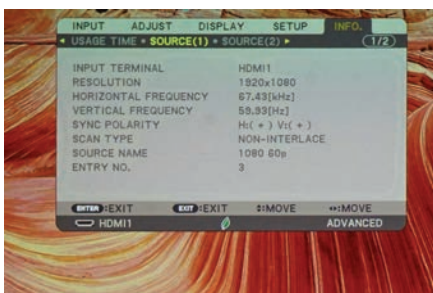 INPUT ADJUST DISPLAY SETUP INFO.
◄ USAGE TIME • SOURCE(1) • SOURCE(2) ► (1/2)
INPUT TERMINAL HDMI1
RESOLUTION 1920x1080
HORIZONTAL FREQUENCY 67.43[kHz]
VERTICAL FREQUENCY 59.93[Hz]
SYNC POLARITY H:( + ) V:( + )
SCAN TYPE NON-INTERLACE
SOURCE NAME 1080 60p
ENTRY NO. 3
ENTER:EXIT EXIT:EXIT ↕:MOVE ↔:MOVE
HDMI1 ADVANCED